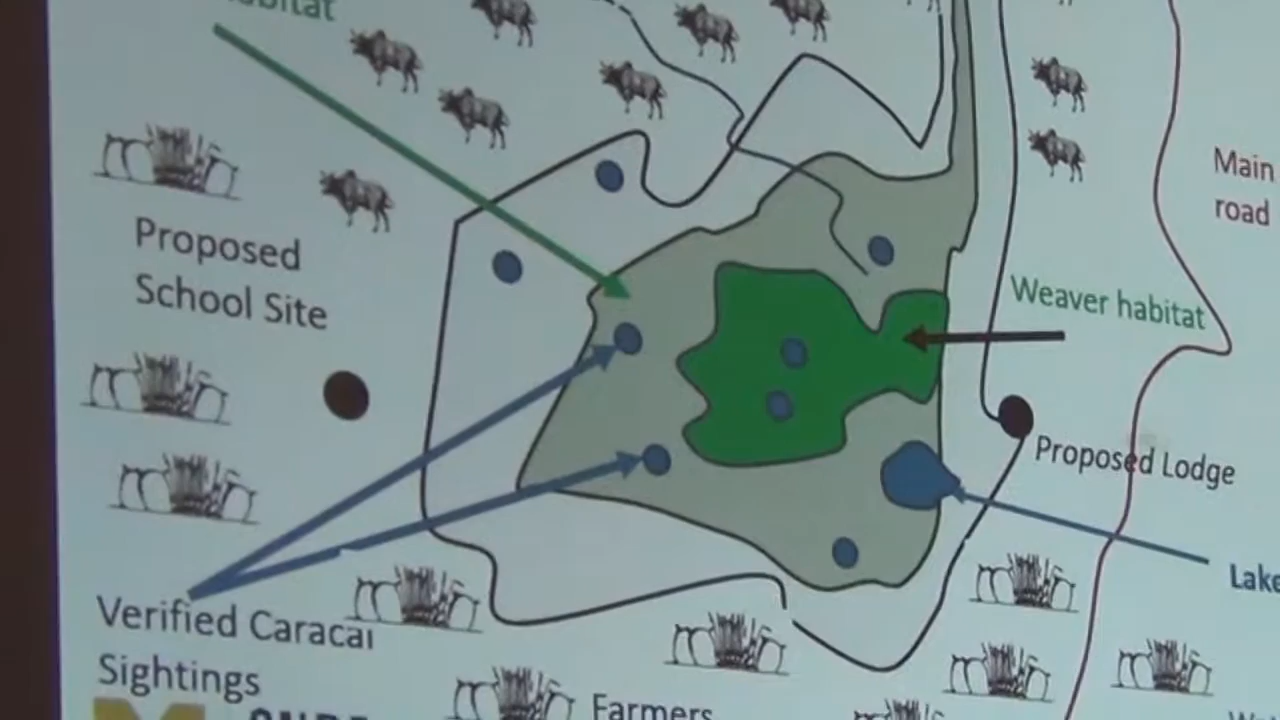 Main
road
Proposed
School Site
Weaver habitat
Proposed Lodge
Verified Caracal
Sightings
Farmers